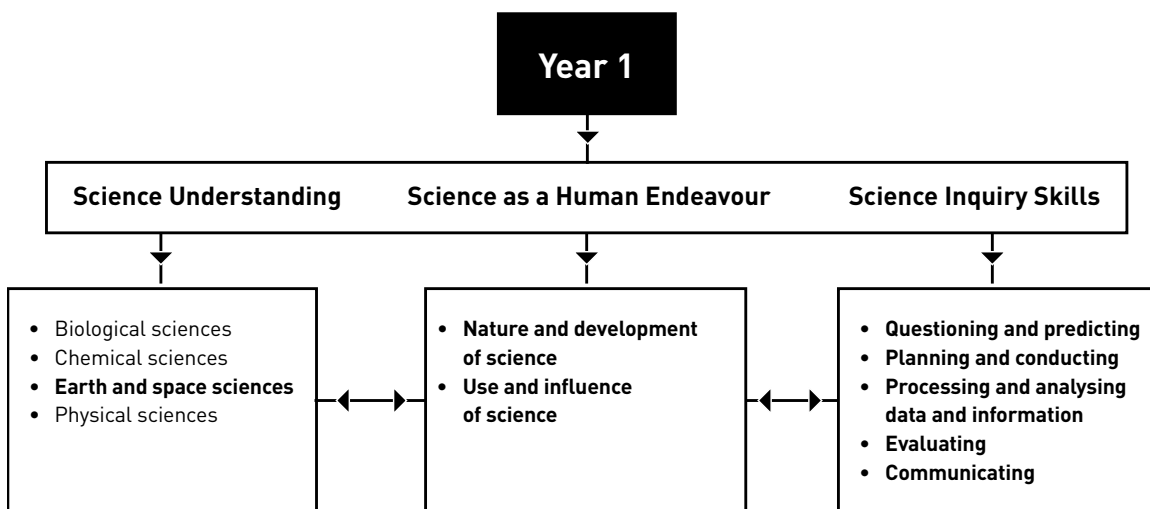 Year 1
Science Understanding
Science as a Human Endeavour
Science Inquiry Skills
• Biological sciences
• Chemical sciences
• Earth and space sciences
• Physical sciences
• Nature and development
of science
• Use and influence
of science
• Questioning and predicting
• Planning and conducting
• Processing and analysing
data and information
• Evaluating
• Communicating